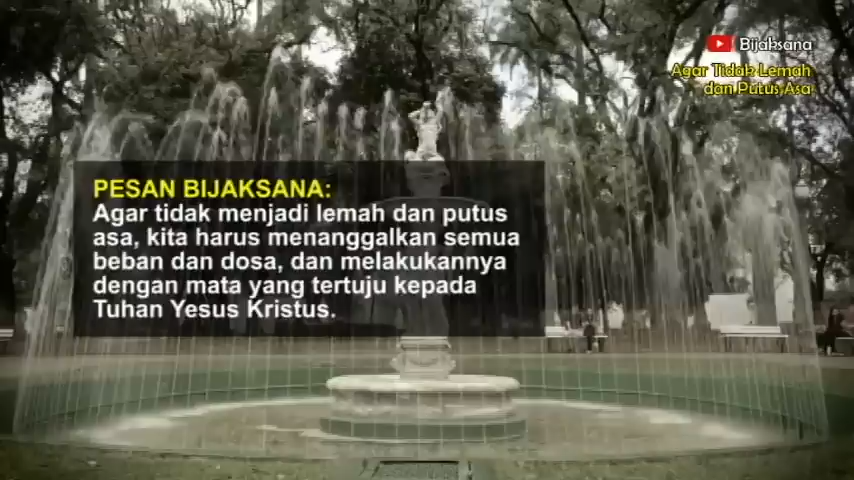 Bijaksana
Agar Tidak Lemah
dan Putus Asa
PESAN BIJAKSANA:
Agar tidak menjadi lemah dan putus
asa, kita harus menanggalkan semua
beban dan dosa, dan melakukannya
dengan mata yang tertuju kepada
Tuhan Yesus Kristus.